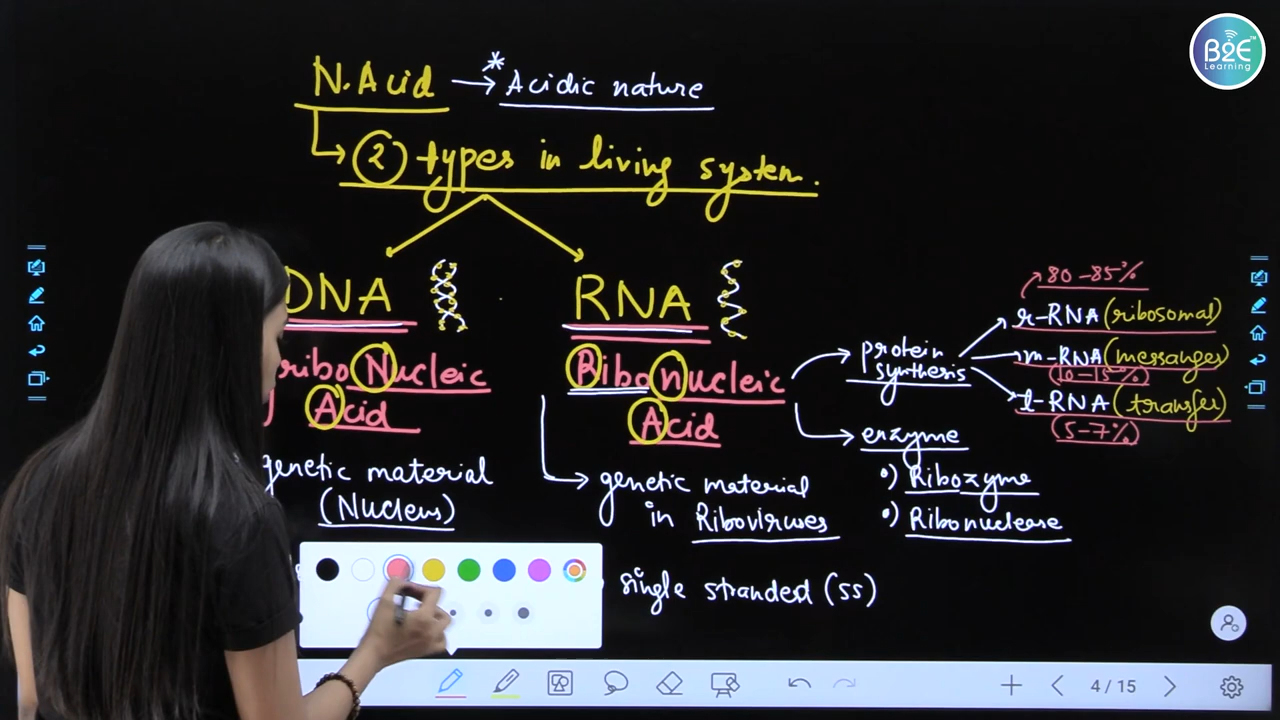 B2E
Learning
N.Acid → * Acidic nature
② types in living system.
DNA
RNA
ribo Nucleic
Acid
Ribo nucleic
Acid
genetic material
(Nucleus)
genetic material
in Riboviruses
single stranded (ss)
protein
synthesis
80-85%
r-RNA (ribosomal)
m-RNA (messanger)
(10-15%)
t-RNA (transfer)
(5-7%)
enzyme
•) Ribozyme
•) Ribonuclease
4 / 15